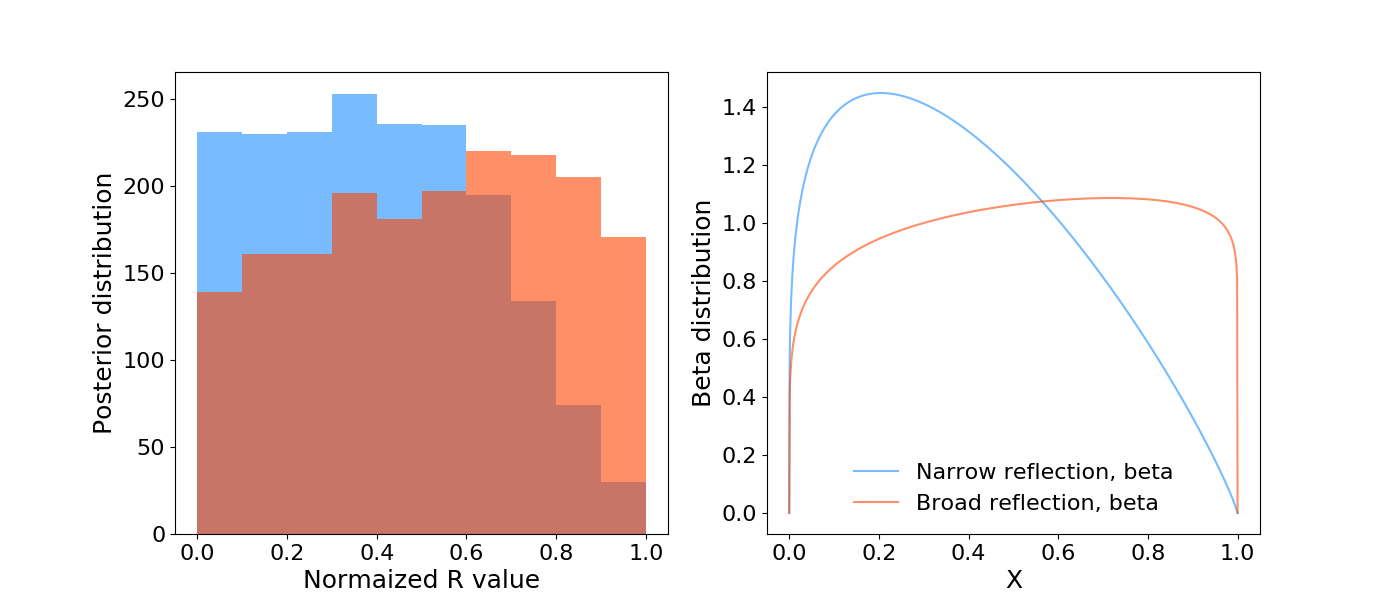 Posterior distribution
250
200
150
100
50
0
0.0 0.2 0.4 0.6 0.8 1.0
Normaized R value
Beta distribution
1.4
1.2
1.0
0.8
0.6
0.4
0.2
0.0
Narrow reflection, beta
Broad reflection, beta
0.0 0.2 0.4 0.6 0.8 1.0
X